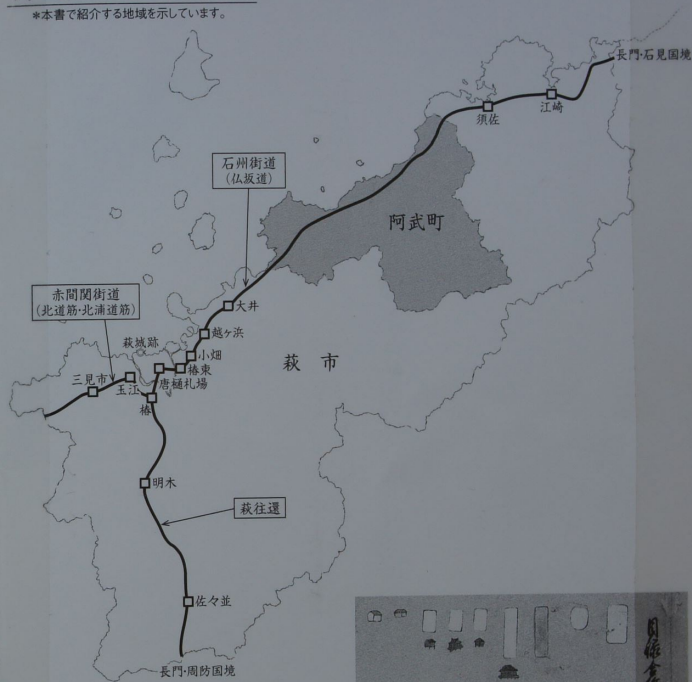 *本書で紹介する地域を示しています。
長門・石見国境
江崎
須佐
石州街道
(仏坂道)
阿武町
大井
赤間関街道
(北道筋・北浦道筋)
越ヶ浜
萩城跡
小畑
椿東
萩市
唐樋札場
三見市
玉江
椿
明木
萩往還
佐々並
長門・周防国境